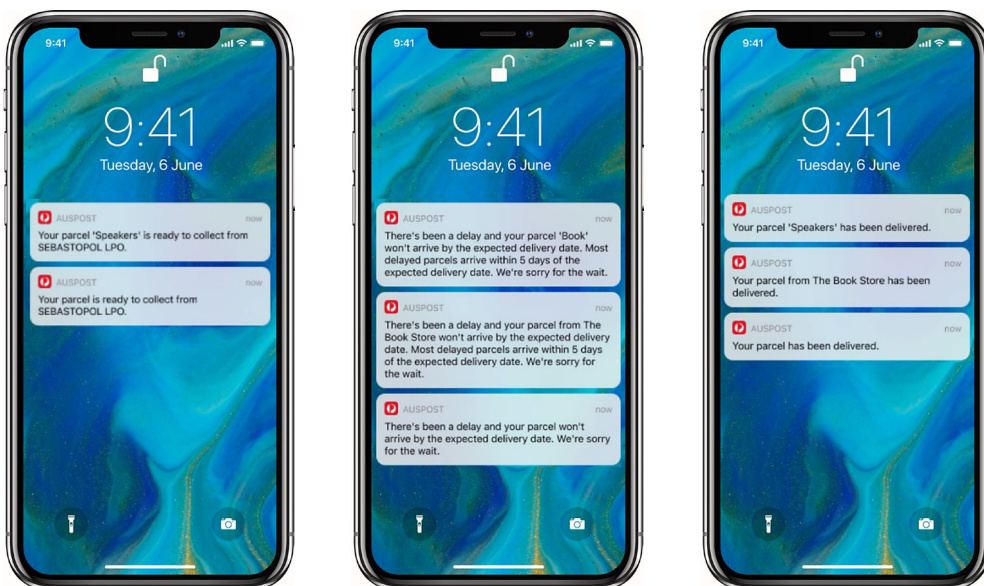 9:41
9:41
Tuesday, 6 June
AUSPOST now
Your parcel 'Speakers' is ready to collect from
SEBASTOPOL LPO.
AUSPOST now
Your parcel is ready to collect from
SEBASTOPOL LPO.
9:41
9:41
Tuesday, 6 June
AUSPOST now
There's been a delay and your parcel 'Book'
won't arrive by the expected delivery date. Most
delayed parcels arrive within 5 days of the
expected delivery date. We're sorry for the wait.
AUSPOST now
There's been a delay and your parcel from The
Book Store won't arrive by the expected delivery
date. Most delayed parcels arrive within 5 days
of the expected delivery date. We're sorry for
the wait.
AUSPOST now
There's been a delay and your parcel won't
arrive by the expected delivery date. We're sorry
for the wait.
9:41
9:41
Tuesday, 6 June
AUSPOST now
Your parcel 'Speakers' has been delivered.
AUSPOST now
Your parcel from The Book Store has been
delivered.
AUSPOST now
Your parcel has been delivered.